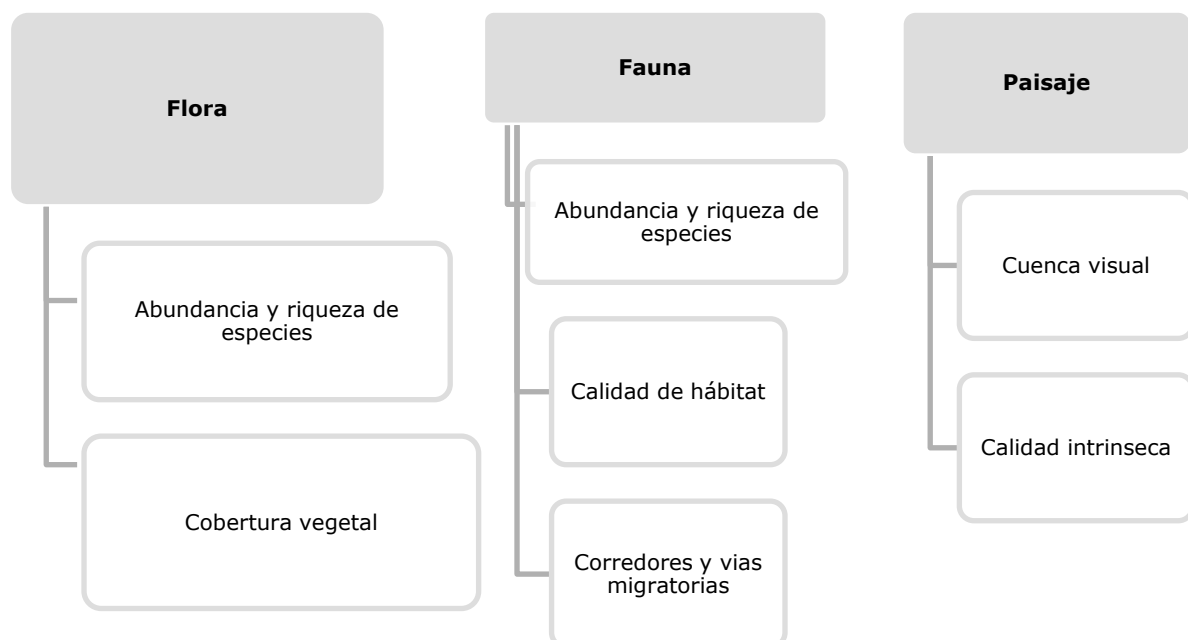 Flora
Abundancia y riqueza de
especies
Cobertura vegetal
Fauna
Abundancia y riqueza de
especies
Calidad de hábitat
Corredores y vias
migratorias
Paisaje
Cuenca visual
Calidad intrinseca